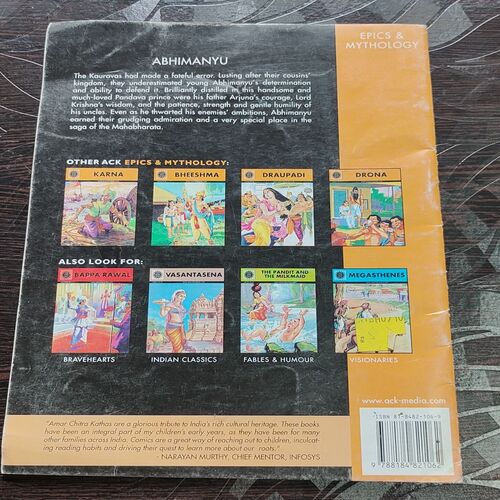 EPICS &
MYTHOLOGY
ABHIMANYU
The Kauravas had made a fateful error. Lusting after their cousins'
kingdom, they underestimated young Abhimanyu's determination
and ability to defend it. Brilliantly distilled in this handsome and
much-loved Pandava prince were his father Arjuna's courage, Lord
Krishna's wisdom, and the patience, strength and gentle humility of
his uncles. Even as he thwarted his enemies' ambitions, Abhimanyu
earned their grudging admiration and a very special place in the
saga of the Mahabharata.
OTHER ACK EPICS & MYTHOLOGY:
KARNA
BHEESHMA
DRAUPADI
DRONA
ALSO LOOK FOR:
BAPPA RAWAL
VASANTASENA
THE PANDIT AND
THE MILKMAID
MEGASTHENES
BRAVEHEARTS
INDIAN CLASSICS
FABLES & HUMOUR
VISIONARIES
www.ack-media.com
"Amar Chitra Kathas are a glorious tribute to India's rich cultural heritage. These books
have been an integral part of my children's early years, as they have been for many
other families across India. Comics are a great way of reaching out to children, inculcat-
ing reading habits and driving their quest to learn more about our roots."
- NARAYAN MURTHY, CHIEF MENTOR, INFOSYS
9 788184 821062